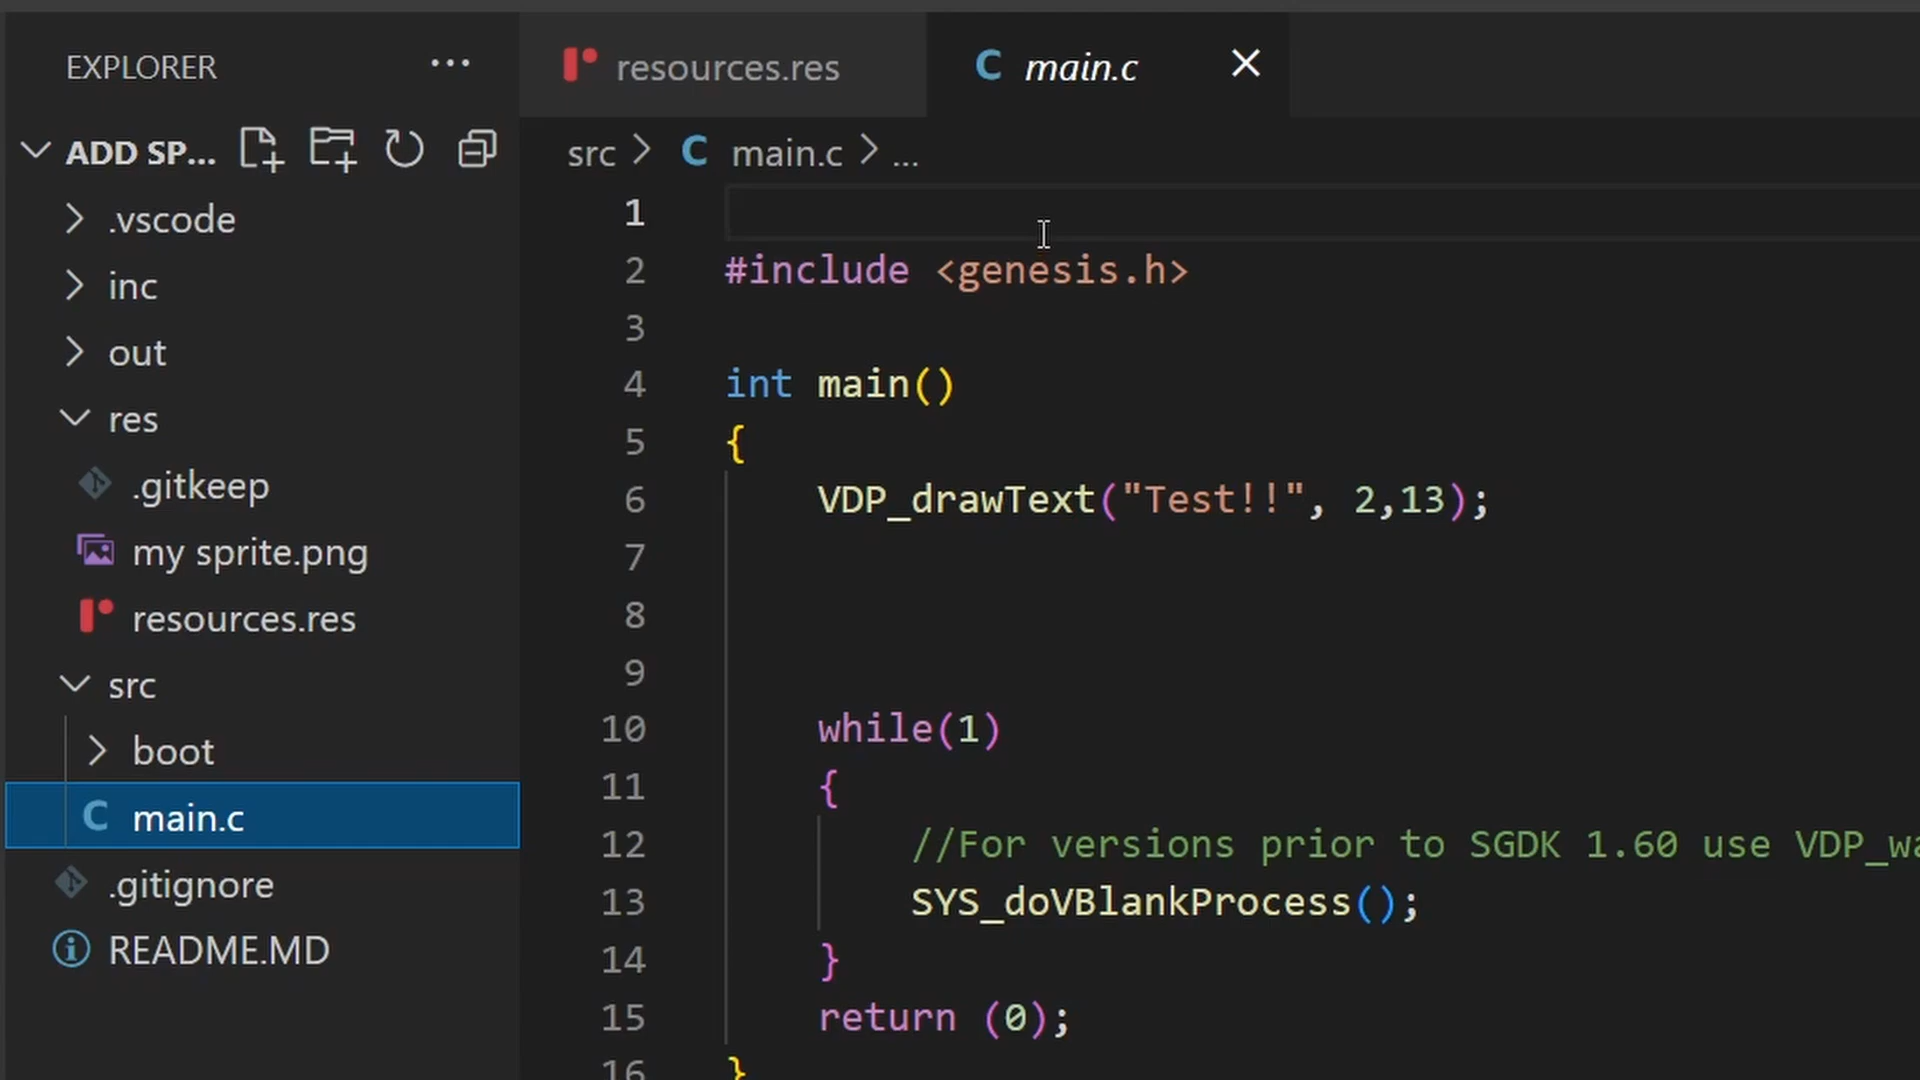 EXPLORER
ADD SP...
.vscode
inc
out
res
.gitkeep
my sprite.png
resources.res
src
boot
main.c
.gitignore
README.MD
resources.res
C main.c
src > C main.c > ...
1
2 #include <genesis.h>
3
4 int main()
5 {
6 VDP_drawText("Test!!", 2,13);
7
8
9
10 while(1)
11 {
12 //For versions prior to SGDK 1.60 use VDP_wa
13 SYS_doVBlankProcess();
14 }
15 return (0);
16 }